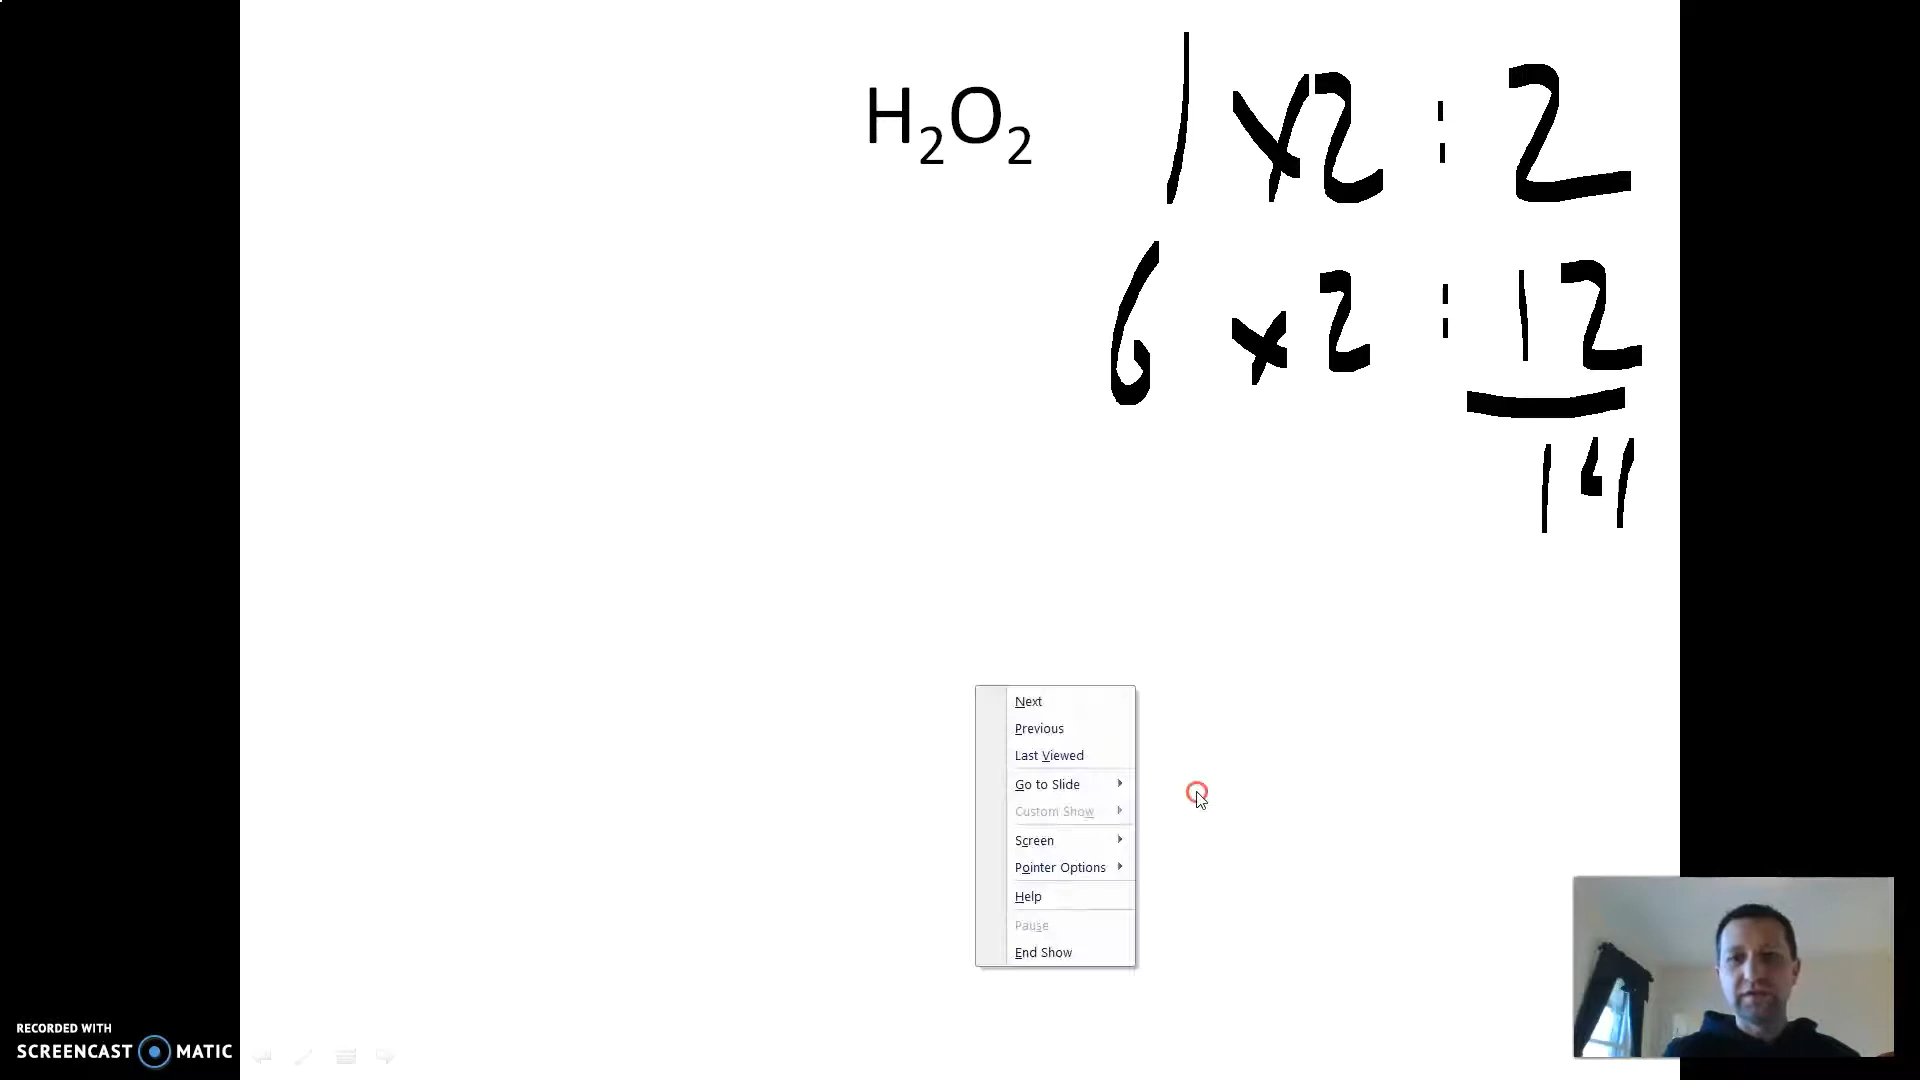 H₂O₂
1 x 2 : 2
6 x 2 : 12
14
Next
Previous
Last Viewed
Go to Slide
Custom Show
Screen
Pointer Options
Help
Pause
End Show
RECORDED WITH
SCREENCAST MATIC